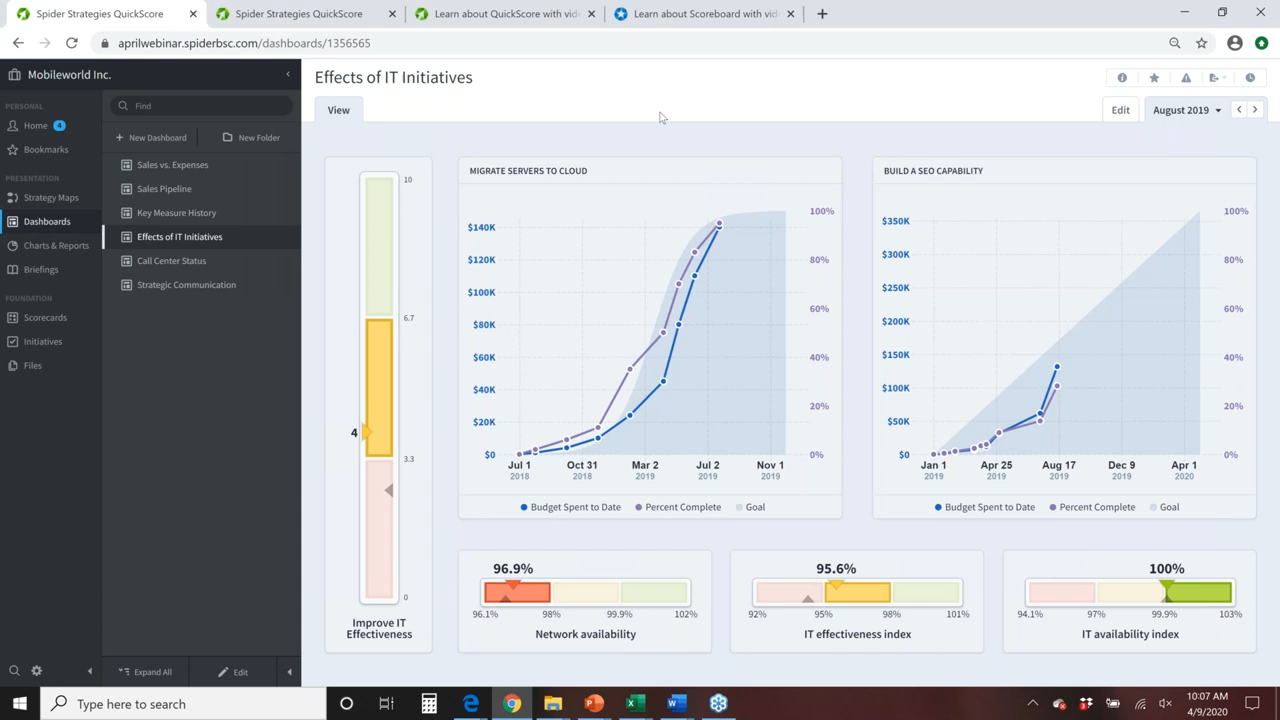 Spider Strategies QuickScore
Spider Strategies QuickScore
Learn about QuickScore with vid
Learn about Scoreboard with vid
aprilwebinar.spiderbsc.com/dashboards/1356565
Mobileworld Inc.
PERSONAL
Home 4
Bookmarks
PRESENTATION
Strategy Maps
Dashboards
Charts & Reports
Briefings
FOUNDATION
Scorecards
Initiatives
Files
Find
New Dashboard
New Folder
Sales vs. Expenses
Sales Pipeline
Key Measure History
Effects of IT Initiatives
Call Center Status
Strategic Communication
Expand All
Edit
Effects of IT Initiatives
View
Edit
August 2019
10
6.7
4
3.3
0
Improve IT
Effectiveness
MIGRATE SERVERS TO CLOUD
$140K
$120K
$100K
$80K
$60K
$40K
$20K
$0
100%
80%
60%
40%
20%
0%
Jul 1 Oct 31 Mar 2 Jul 2 Nov 1
2018 2018 2019 2019 2019
Budget Spent to Date Percent Complete Goal
BUILD A SEO CAPABILITY
$350K
$300K
$250K
$200K
$150K
$100K
$50K
$0
100%
80%
60%
40%
20%
0%
Jan 1 Apr 25 Aug 17 Dec 9 Apr 1
2019 2019 2019 2019 2020
Budget Spent to Date Percent Complete Goal
96.9%
96.1% 98% 99.9% 102%
Network availability
95.6%
92% 95% 98% 101%
IT effectiveness index
100%
94.1% 97% 99.9% 103%
IT availability index
Type here to search
10:07 AM
4/9/2020